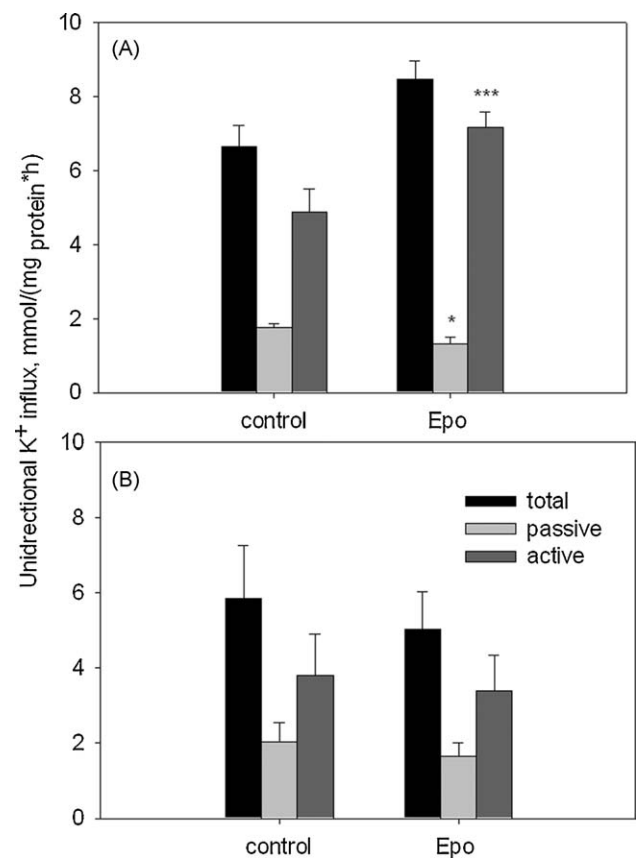 Unidrectional K+ influx, mmol/(mg protein*h)
10
(A)
8
6
4
2
0
***
*
control Epo
10
(B)
8
6
4
2
0
total
passive
active
control Epo